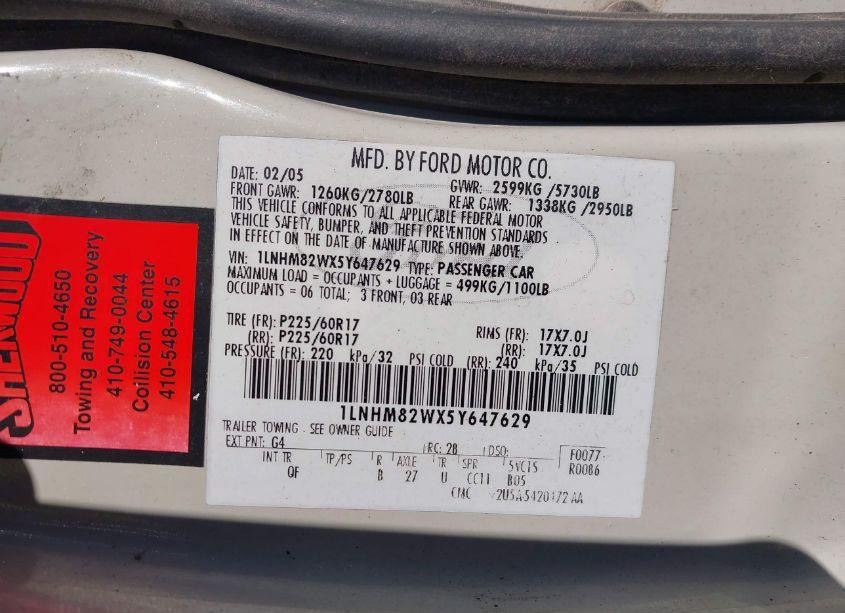 MFD. BY FORD MOTOR CO.
DATE: 02/05 GVWR: 2599KG /5730LB
FRONT GAWR: 1260KG/2780LB REAR GAWR: 1338KG /2950LB
THIS VEHICLE CONFORMS TO ALL APPLICABLE FEDERAL MOTOR
VEHICLE SAFETY, BUMPER, AND THEFT PREVENTION STANDARDS
IN EFFECT ON THE DATE OF MANUFACTURE SHOWN ABOVE.
VIN: 1LNHM82WX5Y647629 TYPE: PASSENGER CAR
MAXIMUM LOAD = OCCUPANTS + LUGGAGE = 499KG/1100LB
OCCUPANTS = 06 TOTAL; 3 FRONT, 03 REAR
TIRE (FR): P225/60R17 RIMS (FR): 17X7.0J
(RR): P225/60R17 (RR): 17X7.0J
PRESSURE (FR): 220 kPa/32 PSI COLD (RR): 240 kPa/35 PSI COLD
1LNHM82WX5Y647629
TRAILER TOWING - SEE OWNER GUIDE
EXT PNT: G4 RC: 28 DSO: F0077
R0086
INT TR TP/PS R AXLE TR SPR
QF B 27 U CC11 B05
CMC
SHERWOOD
800-510-4650
Towing and Recovery
410-749-0044
Collision Center
410-548-4615